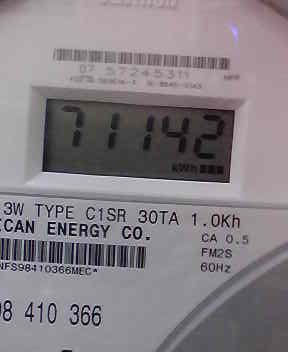 07 57245311
71142
kWh
3W TYPE C1SR 30TA 1.0Kh
ICAN ENERGY CO.
CA 0.5
FM2S
NFS98410366MEC*
60Hz
98 410 366